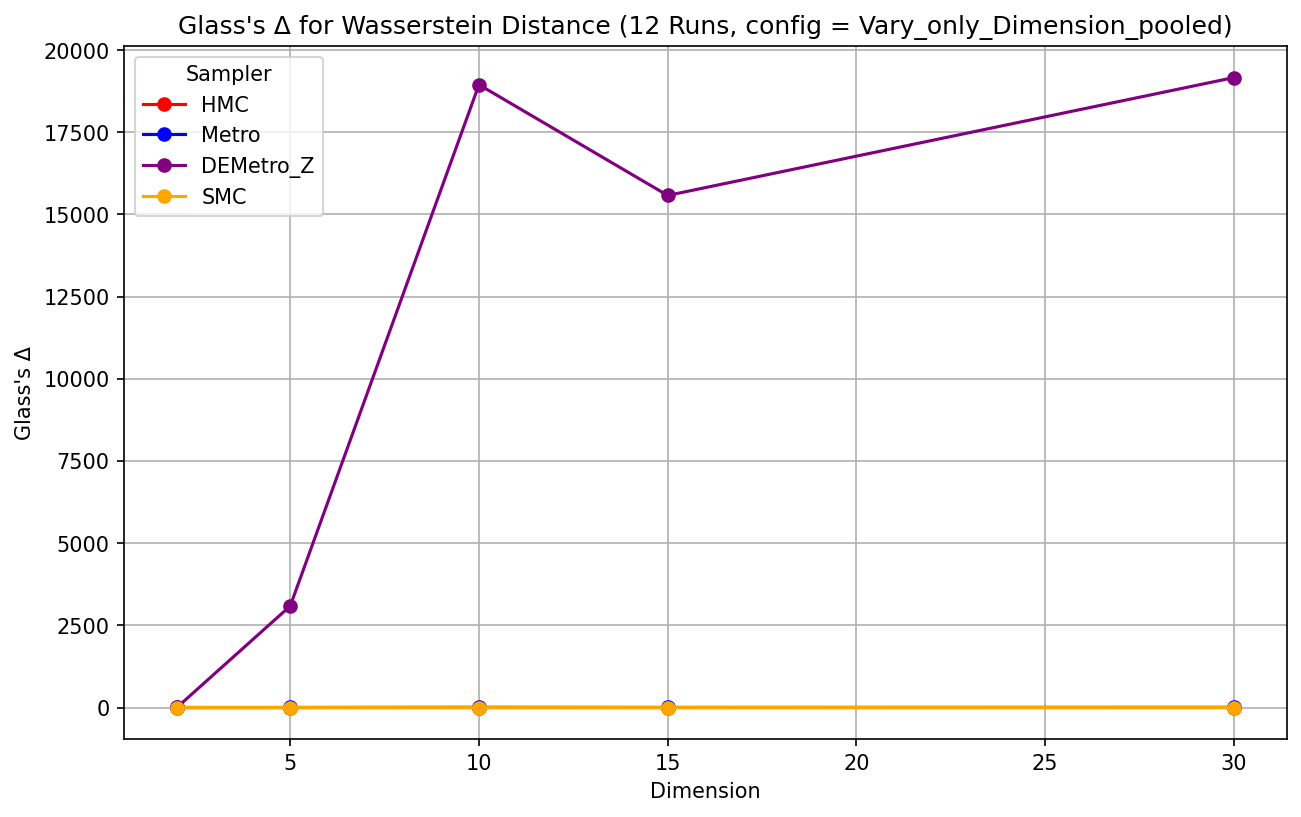 Glass's Δ for Wasserstein Distance (12 Runs, config = Vary_only_Dimension_pooled)
Sampler
HMC
Metro
DEMetro_Z
SMC
Glass's Δ
20000
17500
15000
12500
10000
7500
5000
2500
0
5 10 15 20 25 30
Dimension